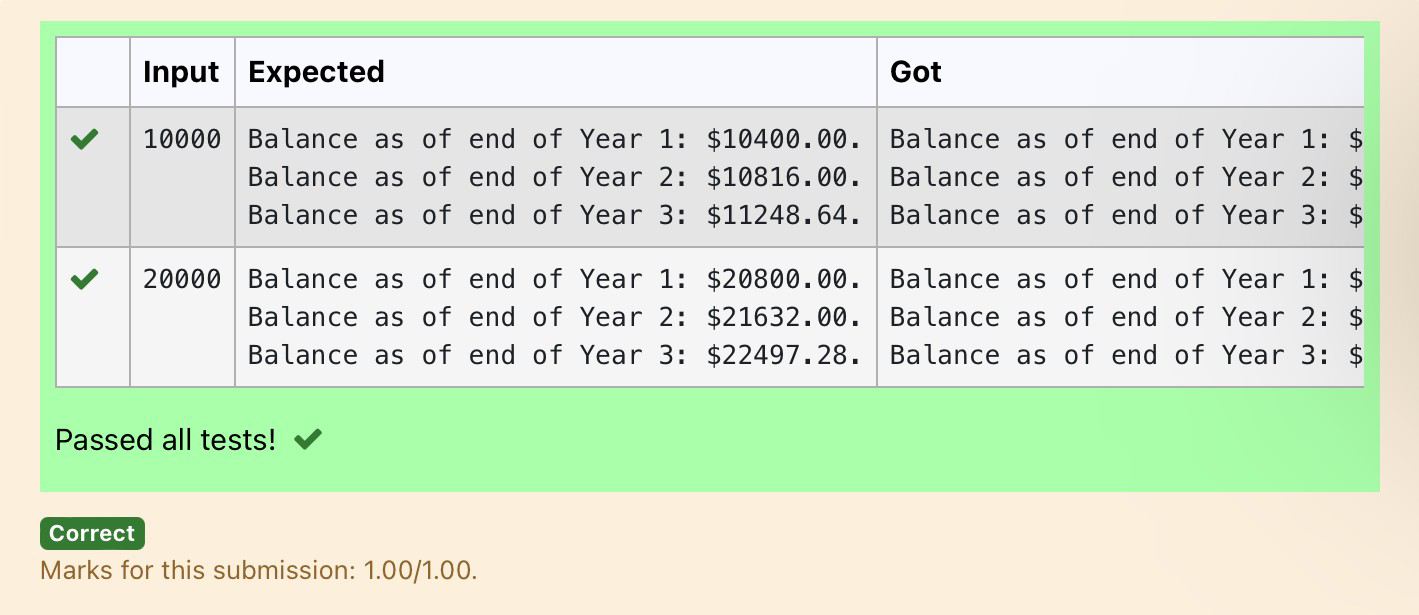 Input Expected Got
10000 Balance as of end of Year 1: $10400.00. Balance as of end of Year 1: $
Balance as of end of Year 2: $10816.00. Balance as of end of Year 2: $
Balance as of end of Year 3: $11248.64. Balance as of end of Year 3: $
20000 Balance as of end of Year 1: $20800.00. Balance as of end of Year 1: $
Balance as of end of Year 2: $21632.00. Balance as of end of Year 2: $
Balance as of end of Year 3: $22497.28. Balance as of end of Year 3: $
Passed all tests!
Correct
Marks for this submission: 1.00/1.00.